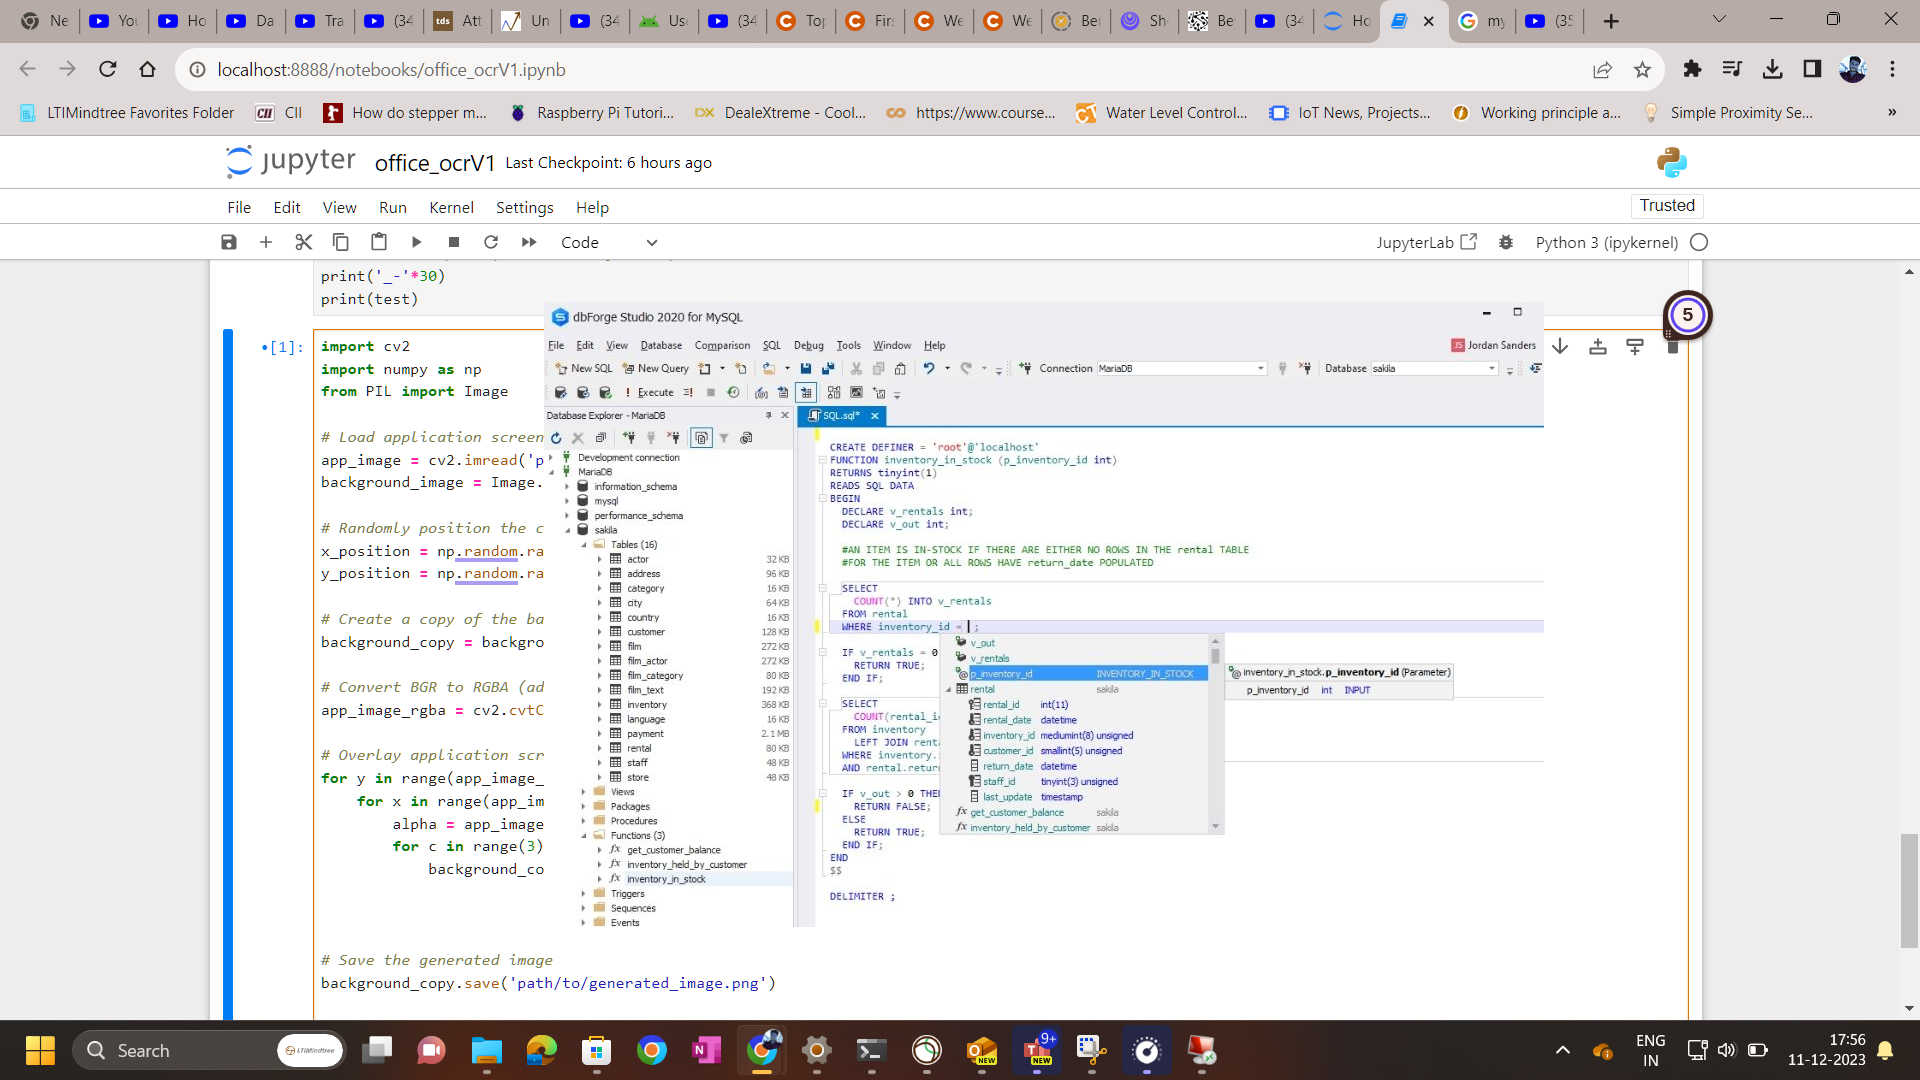 Ne
You
Ho
Da
Tra
(34
tds
Att
Un
(34
Use
(34
Top
Firs
We
We
Ber
Sh
Be
(34
Ho
my
(35
localhost:8888/notebooks/office_ocrV1.ipynb
LTIMindtree Favorites Folder
CII CII
How do stepper m...
Raspberry Pi Tutori...
DX DealeXtreme - Cool...
https://www.course...
Water Level Control...
IoT News, Projects...
Working principle a...
Simple Proximity Se...
»
jupyter office_ocrV1 Last Checkpoint: 6 hours ago
File Edit View Run Kernel Settings Help
Trusted
Code
JupyterLab
Python 3 (ipykernel)
print('_-'*30)
print(test)
5
[1]:
import cv2
import numpy as np
from PIL import Image
# Load application screen
app_image = cv2.imread('p
background_image = Image.
# Randomly position the c
x_position = np.random.ra
y_position = np.random.ra
# Create a copy of the ba
background_copy = backgro
# Convert BGR to RGBA (ad
app_image_rgba = cv2.cvtC
# Overlay application scr
for y in range(app_image_
for x in range(app_im
alpha = app_image
for c in range(3)
background_co
# Save the generated image
background_copy.save('path/to/generated_image.png')
dbForge Studio 2020 for MySQL
File Edit View Database Comparison SQL Debug Tools Window Help
JS Jordan Sanders
New SQL New Query
Connection MariaDB
Database sakila
Execute
Database Explorer - MariaDB
SQL.sql*
Development connection
MariaDB
information_schema
mysql
performance_schema
sakila
Tables (16)
actor 32 KB
address 96 KB
category 16 KB
city 64 KB
country 16 KB
customer 128 KB
film 272 KB
film_actor 272 KB
film_category 80 KB
film_text 192 KB
inventory 368 KB
language 16 KB
payment 2.1 MB
rental 80 KB
staff 48 KB
store 48 KB
Views
Packages
Procedures
Functions (3)
fx get_customer_balance
fx inventory_held_by_customer
fx inventory_in_stock
Triggers
Sequences
Events
CREATE DEFINER = 'root'@'localhost'
FUNCTION inventory_in_stock (p_inventory_id int)
RETURNS tinyint(1)
READS SQL DATA
BEGIN
DECLARE v_rentals int;
DECLARE v_out int;
#AN ITEM IS IN-STOCK IF THERE ARE EITHER NO ROWS IN THE rental TABLE
#FOR THE ITEM OR ALL ROWS HAVE return_date POPULATED
SELECT
COUNT(*) INTO v_rentals
FROM rental
WHERE inventory_id = ;
IF v_rentals = 0
RETURN TRUE;
END IF;
SELECT
COUNT(rental_i
FROM inventory
LEFT JOIN rent
WHERE inventory.
AND rental.retur
IF v_out > 0 THE
RETURN FALSE;
ELSE
RETURN TRUE;
END IF;
END
$$
DELIMITER ;
v_out
v_rentals
p_inventory_id INVENTORY_IN_STOCK
rental sakila
rental_id int(11)
rental_date datetime
inventory_id mediumint(8) unsigned
customer_id smallint(5) unsigned
return_date datetime
staff_id tinyint(3) unsigned
last_update timestamp
fx get_customer_balance sakila
fx inventory_held_by_customer sakila
inventory_in_stock.p_inventory_id (Parameter)
p_inventory_id int INPUT
Search
LTIMindtree
NEW
9+
NEW
ENG
IN
17:56
11-12-2023